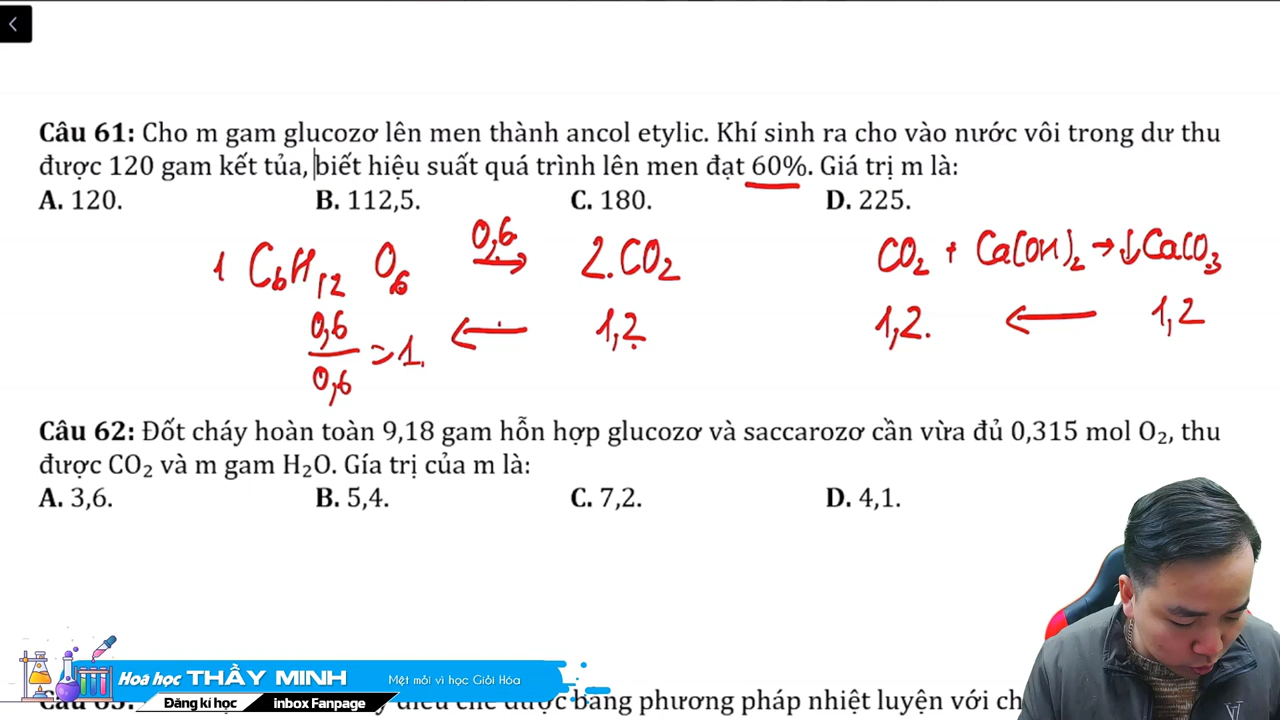 Câu 61: Cho m gam glucozơ lên men thành ancol etylic. Khí sinh ra cho vào nước vôi trong dư thu
được 120 gam kết tủa, biết hiệu suất quá trình lên men đạt 60%. Giá trị m là:
A. 120. B. 112,5. C. 180. D. 225.
1 C₆H₁₂O₆ 0,6 → 2.CO₂ CO₂ + Ca(OH)₂ → ↓CaCO₃
0,6/0,6 = 1. ← 1,2 1,2. ← 1,2
Câu 62: Đốt cháy hoàn toàn 9,18 gam hỗn hợp glucozơ và saccarozơ cần vừa đủ 0,315 mol O₂, thu
được CO₂ và m gam H₂O. Gía trị của m là:
A. 3,6. B. 5,4. C. 7,2. D. 4,1.
Hoá học THẦY MINH Mệt mỏi vì học Giỏi Hóa
Đăng kí học inbox Fanpage
được bằng phương pháp nhiệt luyện với